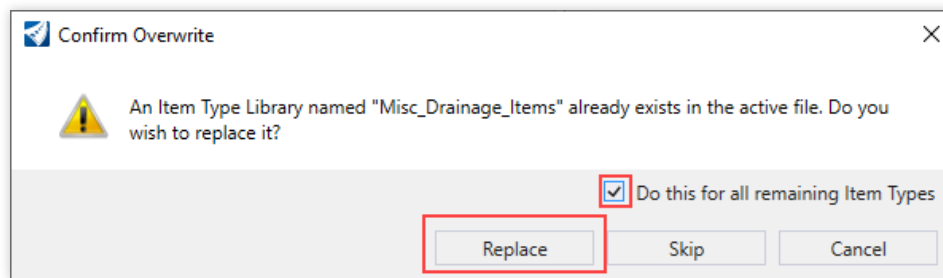 Confirm Overwrite
An Item Type Library named "Misc_Drainage_Items" already exists in the active file. Do you
wish to replace it?
Do this for all remaining Item Types
Replace Skip Cancel